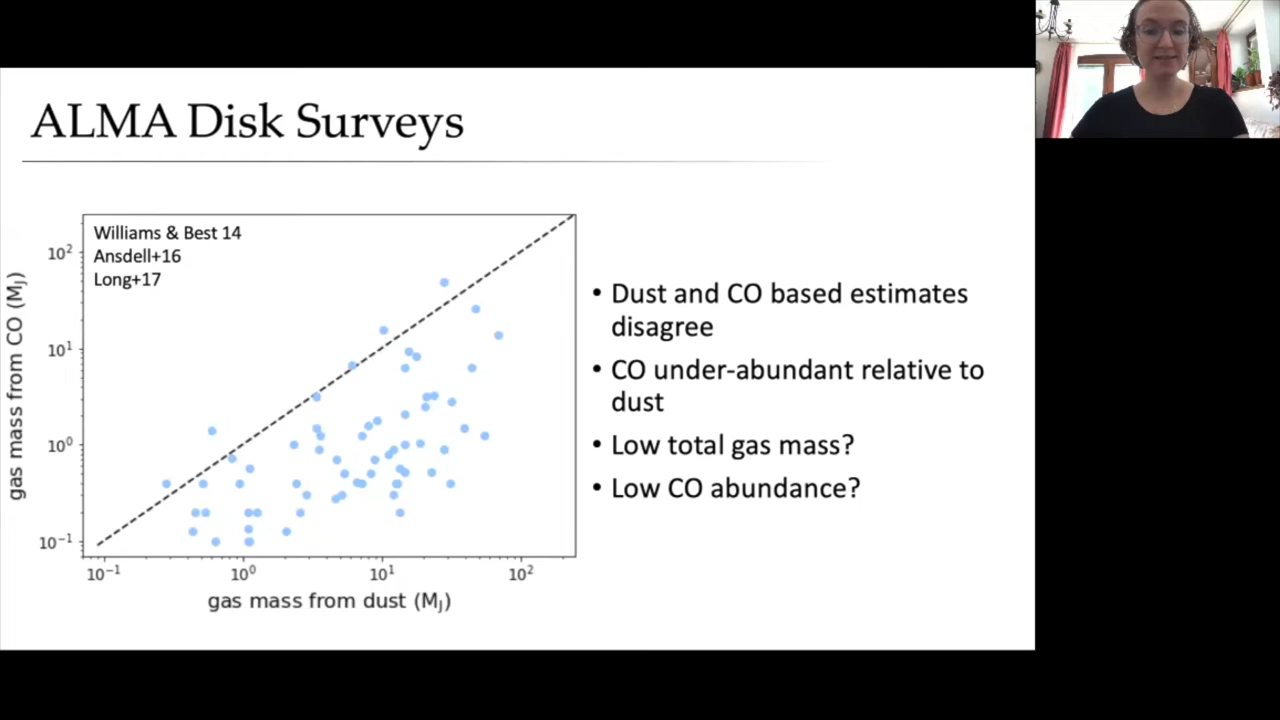 ALMA Disk Surveys
Williams & Best 14
Ansdell+16
Long+17
10²
10¹
10⁰
10⁻¹
gas mass from CO (M_J)
10⁻¹ 10⁰ 10¹ 10²
gas mass from dust (M_J)
• Dust and CO based estimates
disagree
• CO under-abundant relative to
dust
• Low total gas mass?
• Low CO abundance?